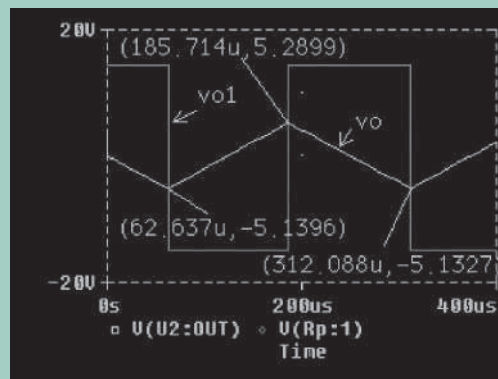 20V
(185.714u,5.2899)
vo1
vo
(62.637u,-5.1396)
(312.088u,-5.1327)
-20V
0s 200us 400us
V(U2:OUT) V(Rp:1)
Time